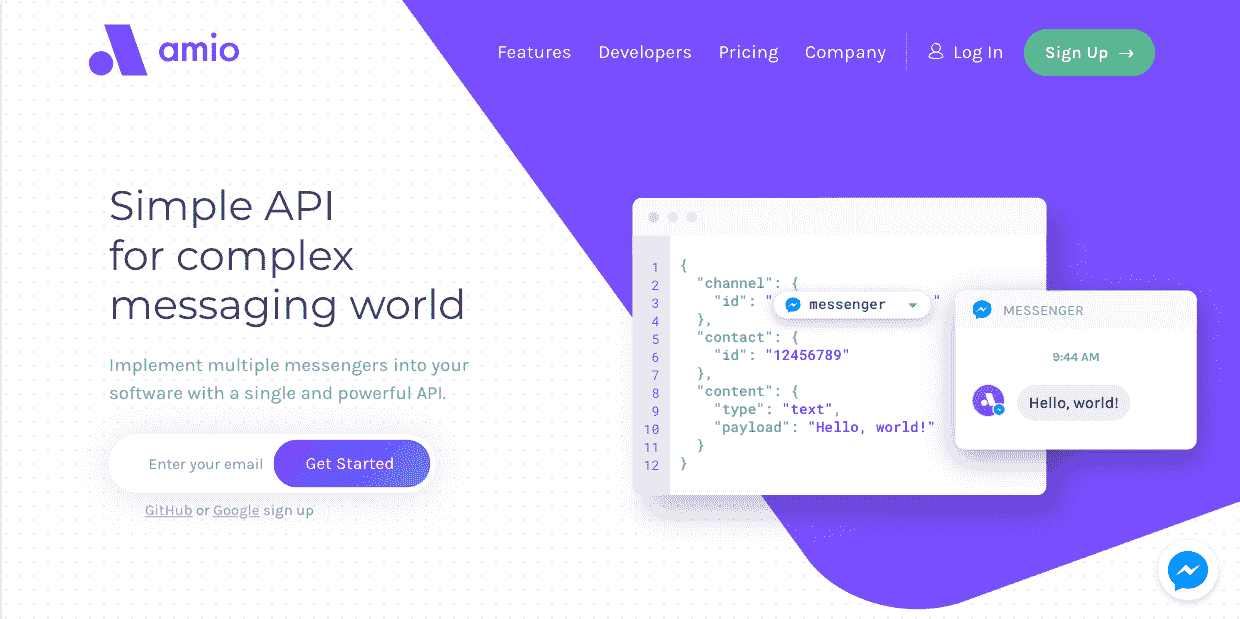 amio
Features Developers Pricing Company Log In Sign Up →
Simple API
for complex
messaging world
Implement multiple messengers into your
software with a single and powerful API.
Enter your email Get Started
GitHub or Google sign up
1 {
2 "channel": {
3 "id": " messenger "
4 },
5 "contact": {
6 "id": "12456789"
7 },
8 "content": {
9 "type": "text",
10 "payload": "Hello, world!"
11 }
12 }
MESSENGER
9:44 AM
Hello, world!